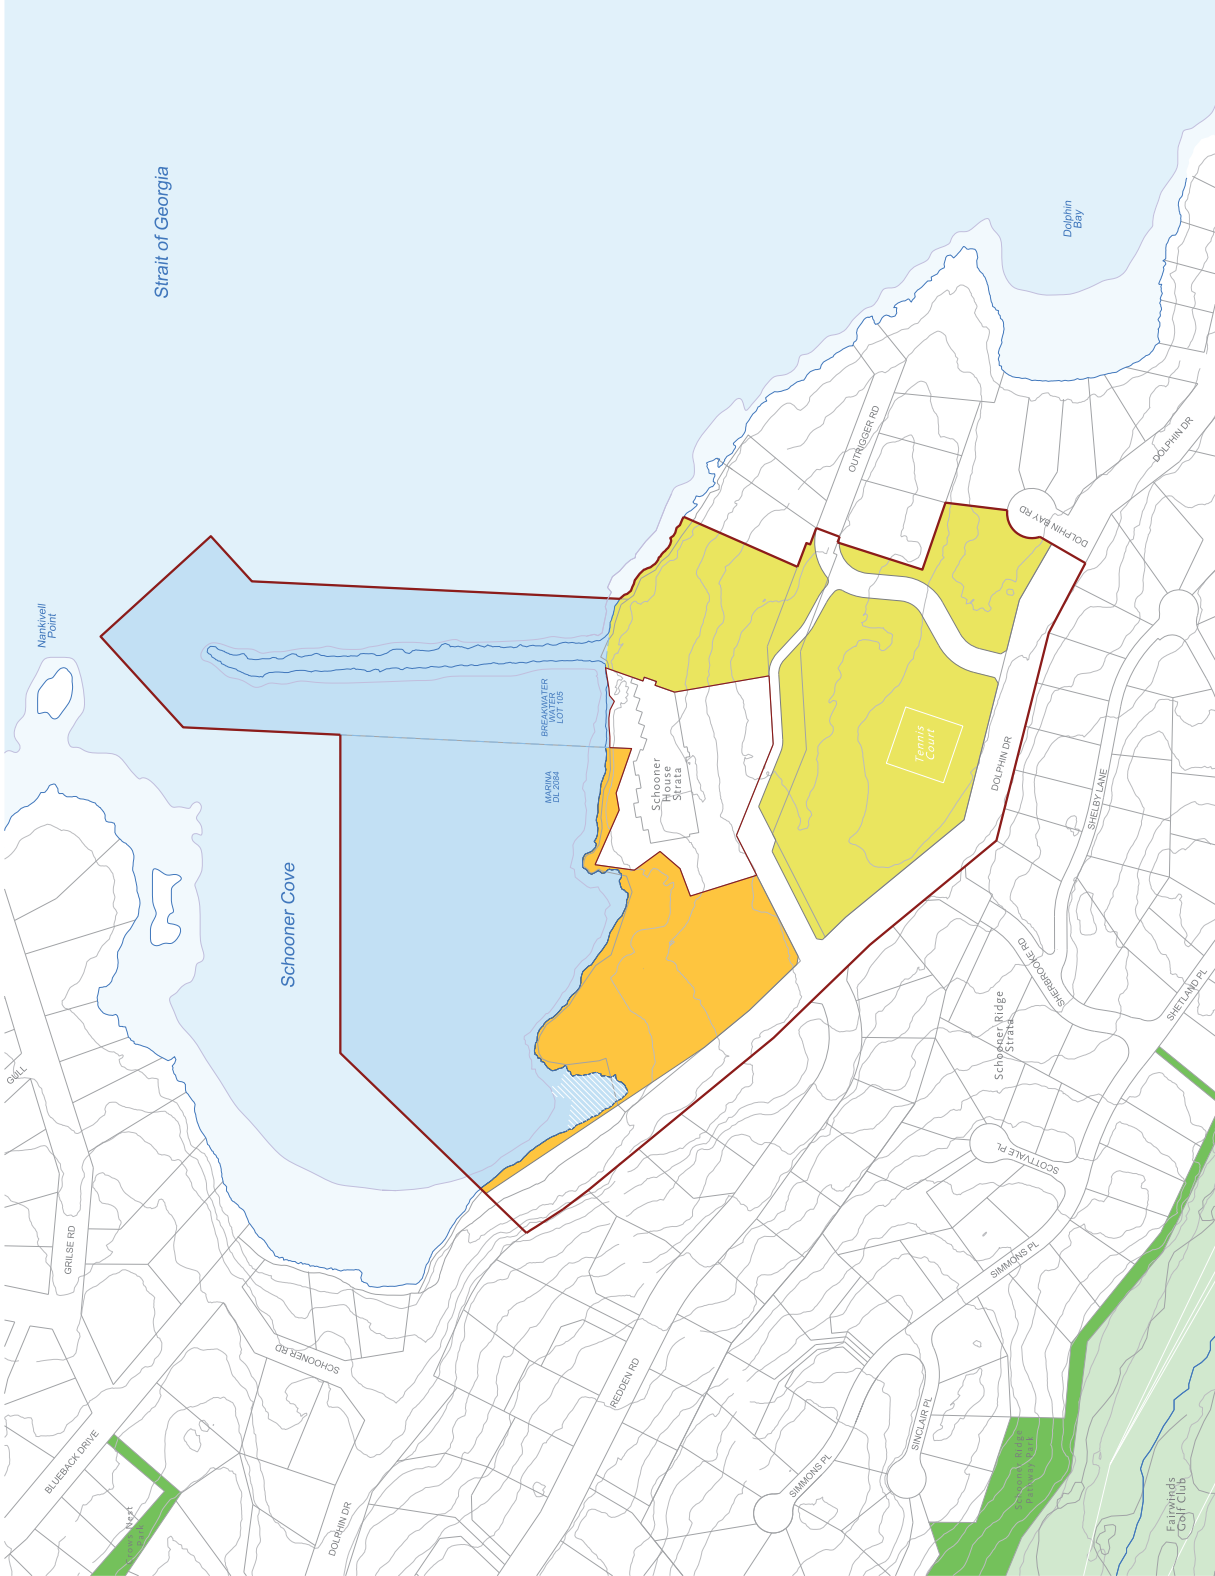 Strait of Georgia
Dolphin
Bay
Nankivell
Point
OUTRIGGER RD
DOLPHIN DR
DOLPHIN BAY RD
BREAKWATER
WATER
LOT 105
MARINA
DL 2084
Schooner
House
Strata
Tennis
Court
DOLPHIN DR
SHELBY LANE
Schooner Cove
SHERBROOKE RD
SHETLAND PL
Schooner Ridge
Strata
GULL
SCOTTVALE PL
GRILSE RD
SIMMONS PL
SCHOONER RD
REDDEN RD
SINCLAIR PL
BLUEBACK DRIVE
SIMMONS PL
Schooner Ridge
Pathway Park
Crows Nest
Park
DOLPHIN DR
Fairwinds
Golf Club